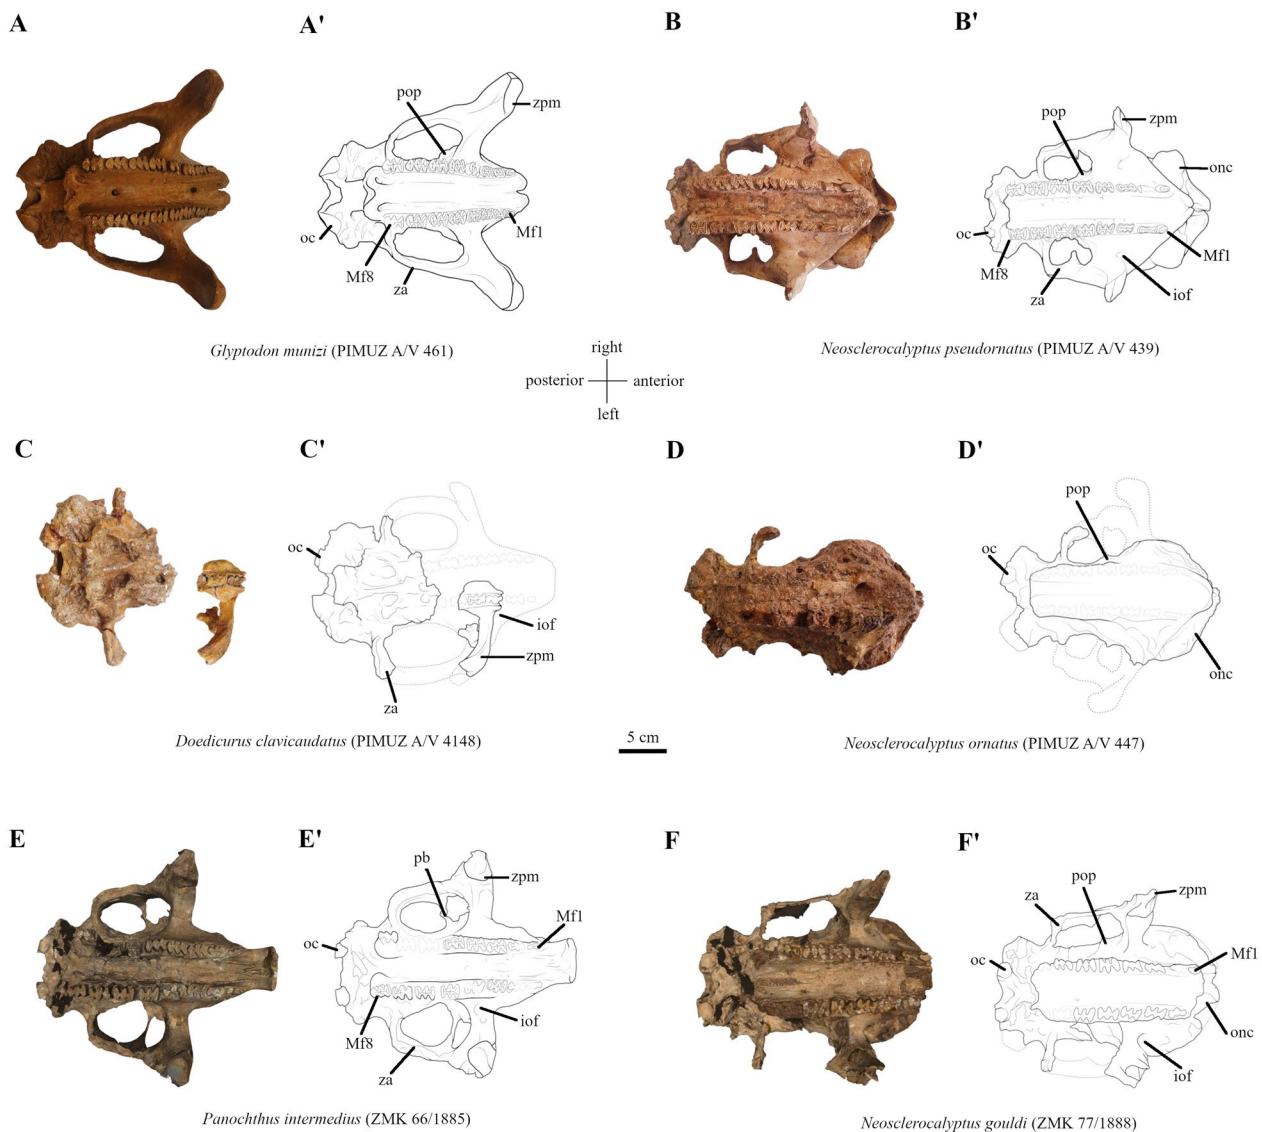 A
A'
B
B'
pop
zpm
oc
Mf8
za
Mf1
pop
zpm
onc
oc
Mf8
za
Mf1
iof
Glyptodon munizi (PIMUZ A/V 461)
Neosclerocalyptus pseudornatus (PIMUZ A/V 439)
right
posterior
anterior
left
C
C'
D
D'
oc
iof
zpm
za
pop
oc
onc
Doedicurus clavicaudatus (PIMUZ A/V 4148)
5 cm
Neosclerocalyptus ornatus (PIMUZ A/V 447)
E
E'
F
F'
pb
zpm
Mf1
oc
iof
Mf8
za
pop
za
zpm
Mf1
oc
onc
iof
Panochthus intermedius (ZMK 66/1885)
Neosclerocalyptus gouldi (ZMK 77/1888)